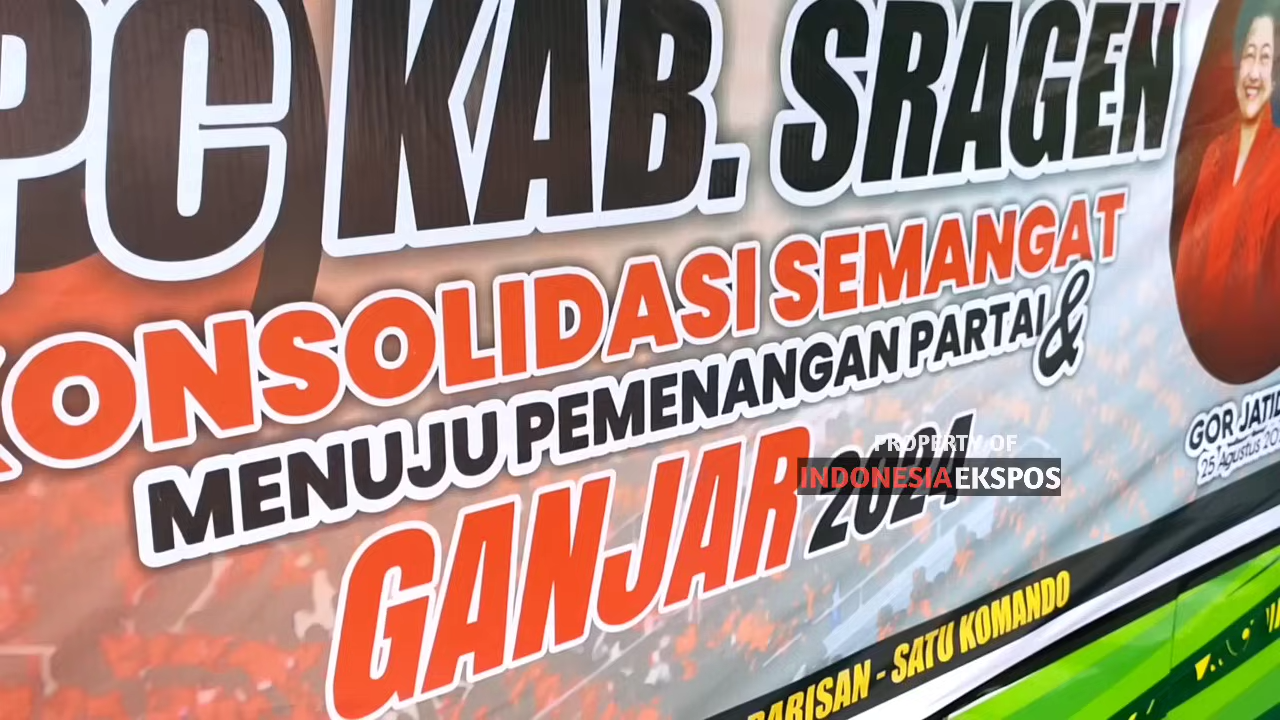 PC KAB. SRAGEN
KONSOLIDASI SEMANGAT
MENUJU PEMENANGAN PARTAI &
GANJAR 2024
PROPERTY OF
INDONESIAEKSPOS
GOR
25 Agustus
BARISAN - SATU KOMANDO